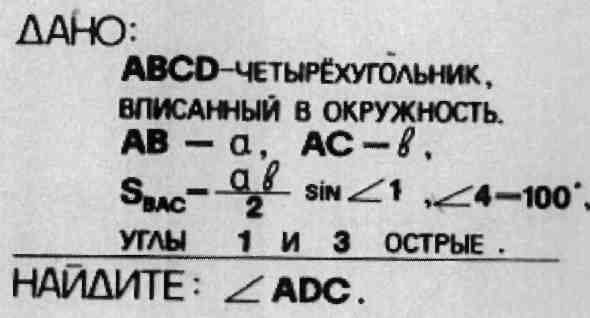 ДАНО:
ABCD–ЧЕТЫРЁХУГОЛЬНИК,
ВПИСАННЫЙ В ОКРУЖНОСТЬ.
AB — a, AC — b,
S_BAC — ab/2 sin ∠1, ∠4—100°,
УГЛЫ 1 И 3 ОСТРЫЕ.
НАЙДИТЕ: ∠ADC.